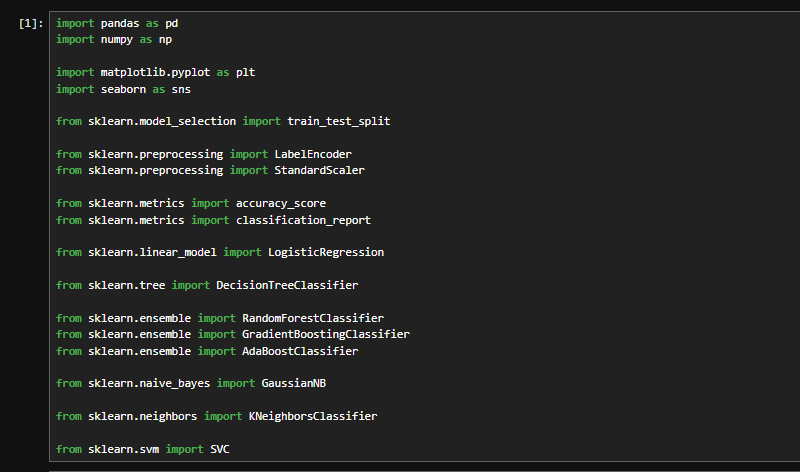 [1]: import pandas as pd
import numpy as np
import matplotlib.pyplot as plt
import seaborn as sns
from sklearn.model_selection import train_test_split
from sklearn.preprocessing import LabelEncoder
from sklearn.preprocessing import StandardScaler
from sklearn.metrics import accuracy_score
from sklearn.metrics import classification_report
from sklearn.linear_model import LogisticRegression
from sklearn.tree import DecisionTreeClassifier
from sklearn.ensemble import RandomForestClassifier
from sklearn.ensemble import GradientBoostingClassifier
from sklearn.ensemble import AdaBoostClassifier
from sklearn.naive_bayes import GaussianNB
from sklearn.neighbors import KNeighborsClassifier
from sklearn.svm import SVC